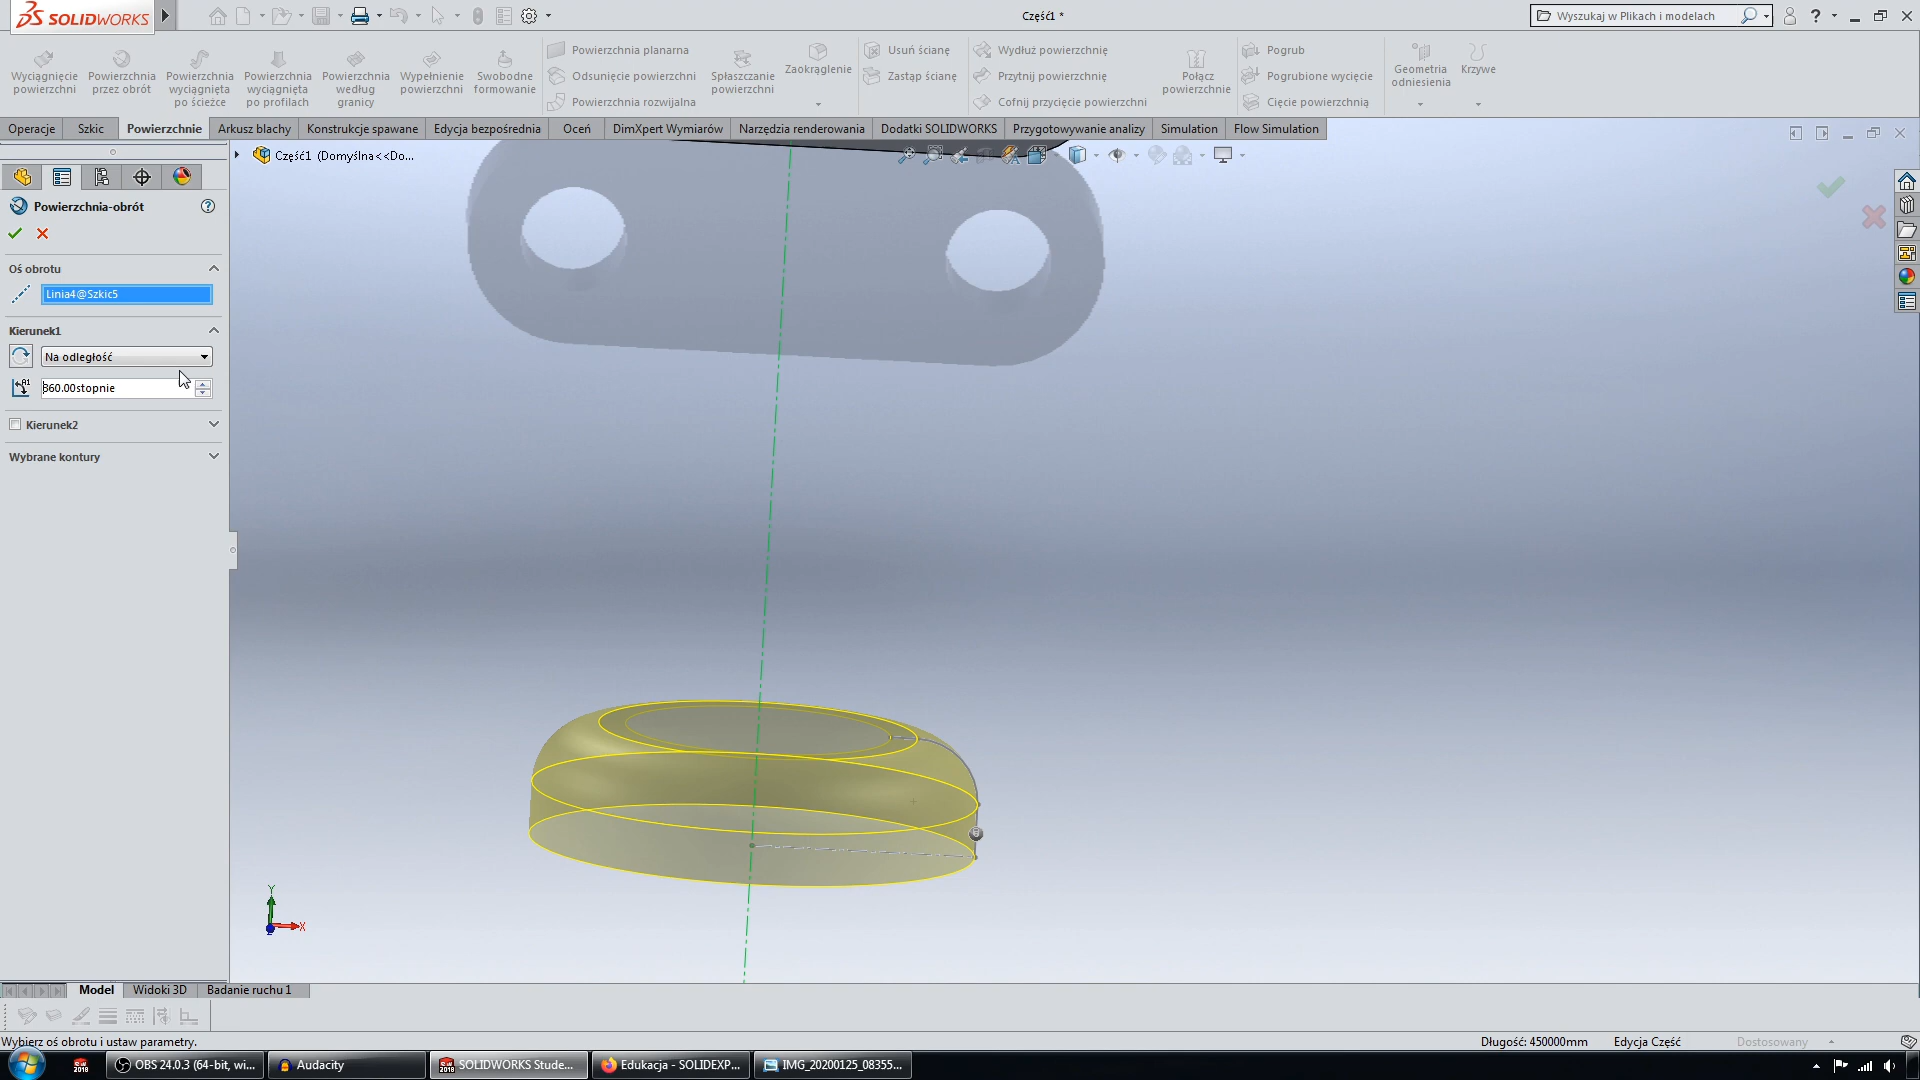 SOLIDWORKS
Część1 *
Wyszukaj w Plikach i modelach
Wyciągnięcie powierzchni
Powierzchnia przez obrót
Powierzchnia wyciągnięta po ścieżce
Powierzchnia wyciągnięta po profilach
Powierzchnia według granicy
Wypełnienie powierzchni
Swobodne formowanie
Powierzchnia planarna
Odsunięcie powierzchni
Powierzchnia rozwijalna
Spłaszczanie powierzchni
Zaokrąglenie
Usuń ścianę
Zastąp ścianę
Wydłuż powierzchnię
Przytnij powierzchnię
Cofnij przycięcie powierzchni
Połącz powierzchnie
Pogrub
Pogrubione wycięcie
Cięcie powierzchnią
Geometria odniesienia
Krzywe
Operacje
Szkic
Powierzchnie
Arkusz blachy
Konstrukcje spawane
Edycja bezpośrednia
Oceń
DimXpert Wymiarów
Narzędzia renderowania
Dodatki SOLIDWORKS
Przygotowywanie analizy
Simulation
Flow Simulation
Część1 (Domyślna<<Do...
Powierzchnia-obrót
Oś obrotu
Linia4@Szkic5
Kierunek1
Na odległość
360.00stopnie
Kierunek2
Wybrane kontury
Y
X
Model
Widoki 3D
Badanie ruchu 1
Wybierz oś obrotu i ustaw parametry.
Długość: 450000mm
Edycja Część
Dostosowany
OBS 24.0.3 (64-bit, wi...
Audacity
SOLIDWORKS Stude...
Edukacja - SOLIDEXP...
IMG_20200125_08355...